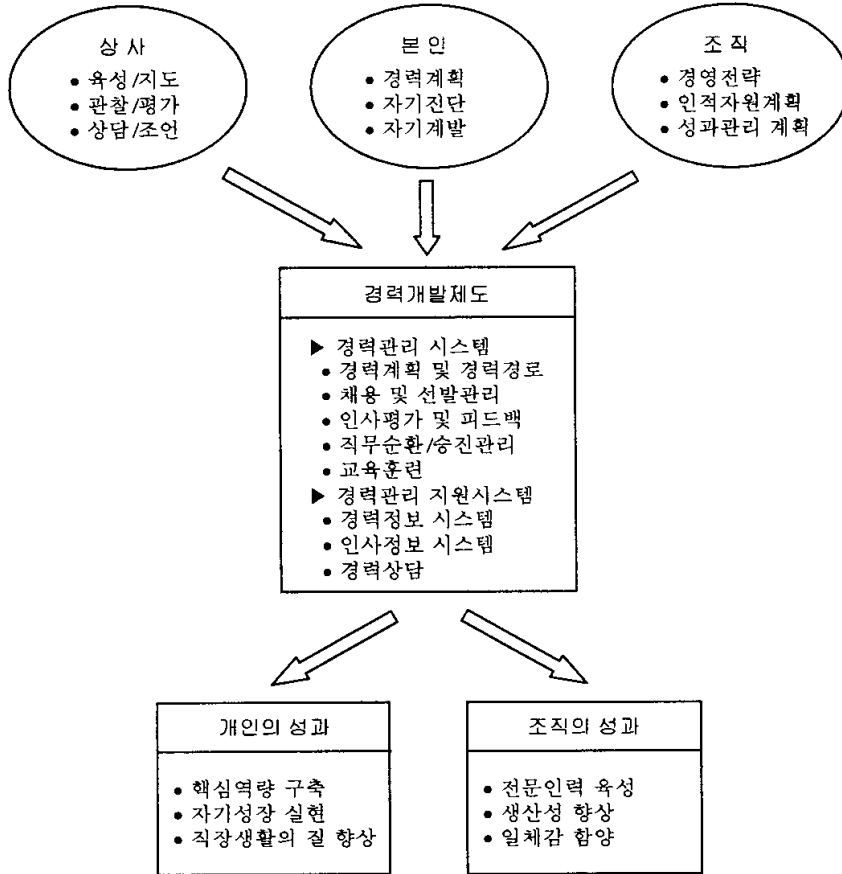 상 사
• 육성/지도
• 관찰/평가
• 상담/조언
본 인
• 경력계획
• 자기진단
• 자기계발
조 직
• 경영전략
• 인적자원계획
• 성과관리 계획
경력개발제도
▶ 경력관리 시스템
• 경력계획 및 경력경로
• 채용 및 선발관리
• 인사평가 및 피드백
• 직무순환/승진관리
• 교육훈련
▶ 경력관리 지원시스템
• 경력정보 시스템
• 인사정보 시스템
• 경력상담
개인의 성과
• 핵심역량 구축
• 자기성장 실현
• 직장생활의 질 향상
조직의 성과
• 전문인력 육성
• 생산성 향상
• 일체감 함양